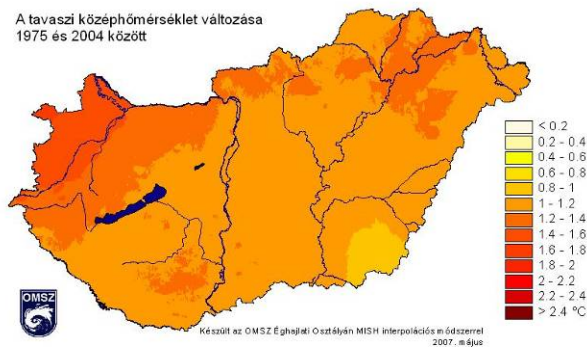 A tavaszi középhőmérséklet változása
1975 és 2004 között
< 0.2
0.2 - 0.4
0.4 - 0.6
0.6 - 0.8
0.8 - 1
1 - 1.2
1.2 - 1.4
1.4 - 1.6
1.6 - 1.8
1.8 - 2
2 - 2.2
2.2 - 2.4
> 2.4 °C
OMSZ
Készült az OMSZ Éghajlati Osztályán MISH interpolációs módszerrel
2007. május